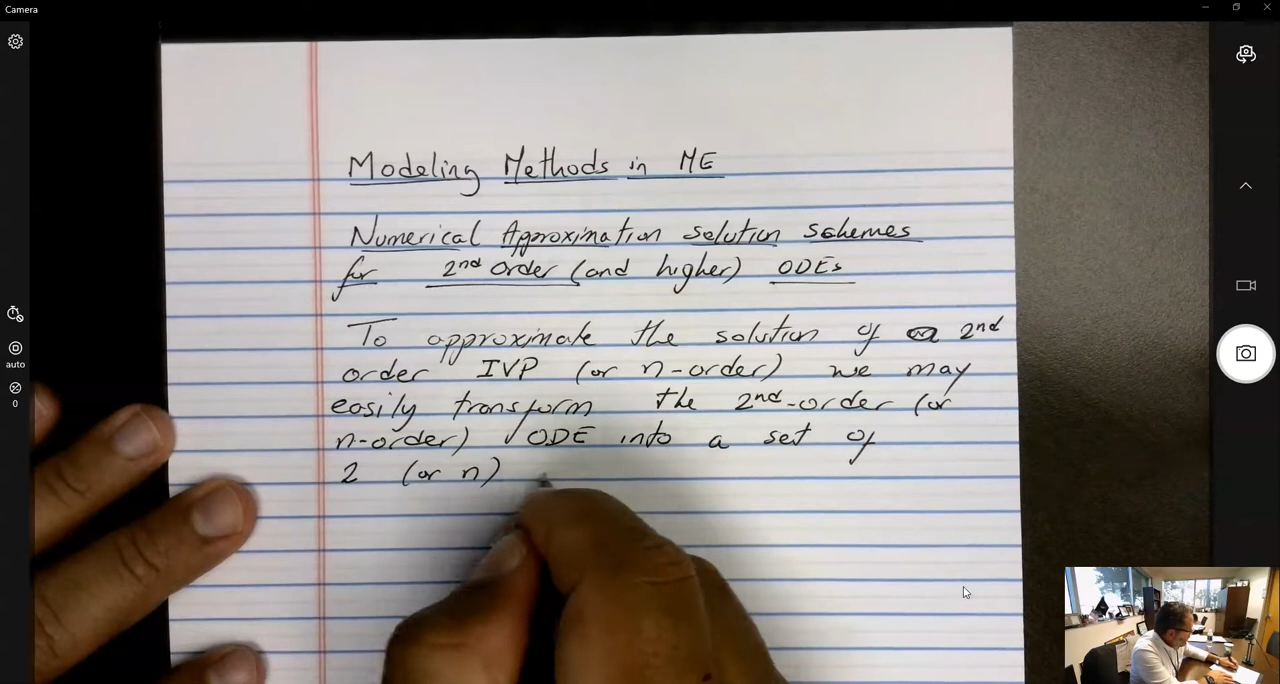 Camera
Modeling Methods in ME
Numerical Approximation solution schemes
for 2nd order (and higher) ODEs
To approximate the solution of a 2nd
order IVP (or n-order) we may
easily transform the 2nd-order (or
n-order) ODE into a set of
2 (or n)
auto
0